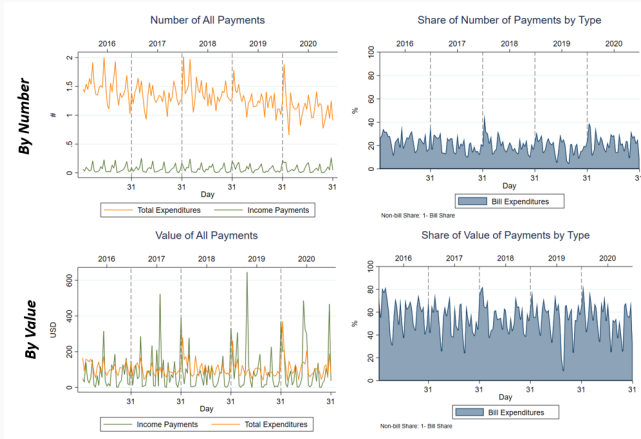 By Number
Number of All Payments
2016 2017 2018 2019 2020
2
1.5
1
.5
0
#
31 31 31 31 31
Day
Total Expenditures Income Payments
Share of Number of Payments by Type
2016 2017 2018 2019 2020
100
80
60
40
20
0
%
31 31 31 31 31
Day
Bill Expenditures
Non-bill Share: 1- Bill Share
By Value
Value of All Payments
2016 2017 2018 2019 2020
600
400
200
0
USD
31 31 31 31 31
Day
Income Payments Total Expenditures
Share of Value of Payments by Type
2016 2017 2018 2019 2020
100
80
60
40
20
0
%
31 31 31 31 31
Day
Bill Expenditures
Non-bill Share: 1- Bill Share